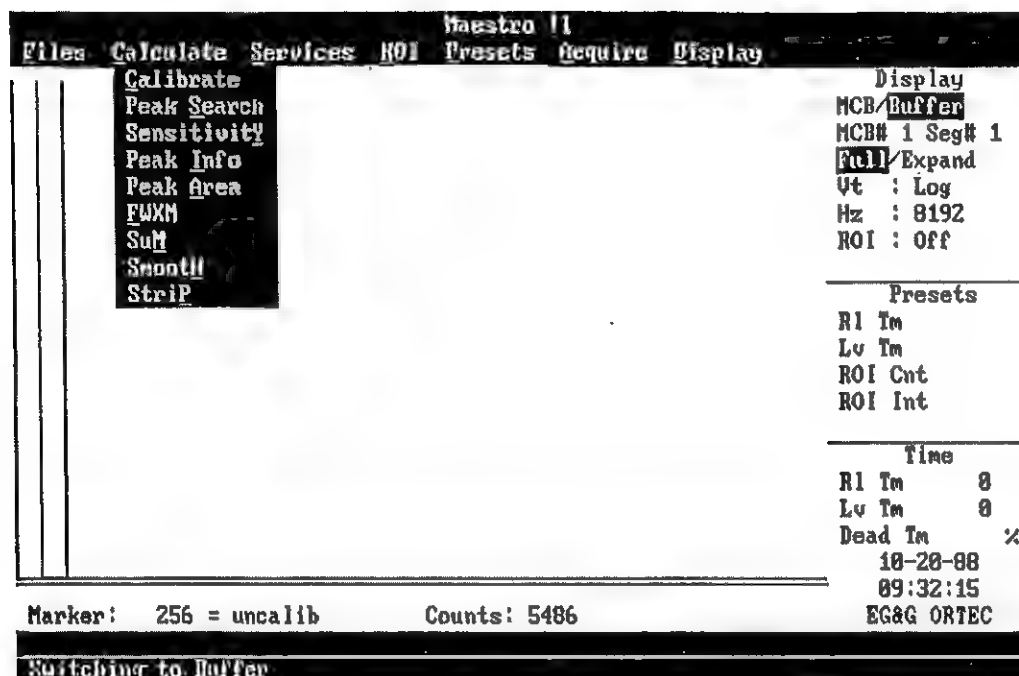 Maestro II
Files Calculate Services ROI Presets Acquire Display
Calibrate
Peak Search
SensitivitY
Peak Info
Peak Area
FWXM
SuM
SmootH
StriP
Display
MCB/Buffer
MCB# 1 Seg# 1
Full/Expand
Vt : Log
Hz : 8192
ROI : Off
Presets
Rl Tm
Lv Tm
ROI Cnt
ROI Int
Time
Rl Tm 0
Lv Tm 0
Dead Tm %
10-20-88
09:32:15
EG&G ORTEC
Marker: 256 = uncalib Counts: 5486
Switching to Buffer